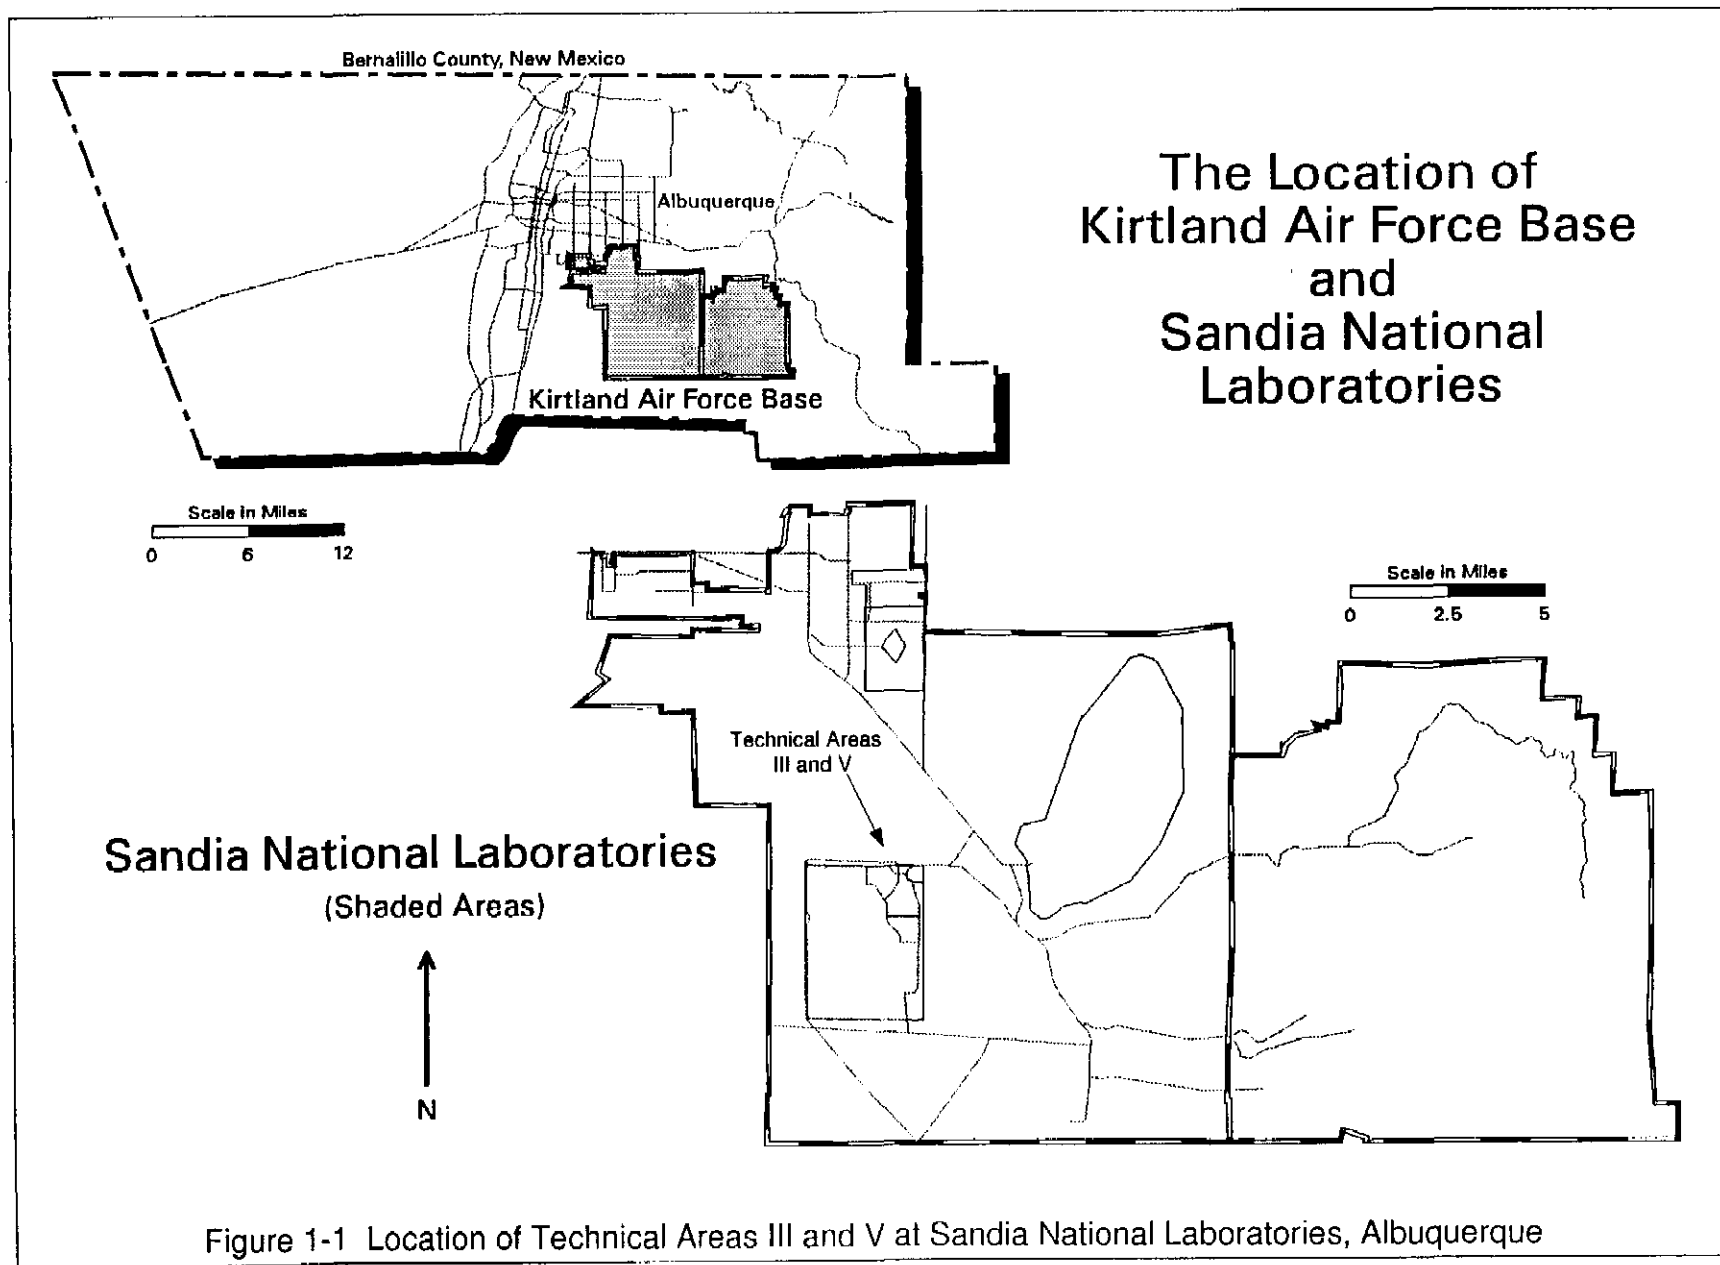 Bernalillo County, New Mexico
Albuquerque
Kirtland Air Force Base
The Location of
Kirtland Air Force Base
and
Sandia National
Laboratories
Scale in Miles
0 6 12
Scale in Miles
0 2.5 5
Technical Areas
III and V
Sandia National Laboratories
(Shaded Areas)
N
Figure 1-1 Location of Technical Areas III and V at Sandia National Laboratories, Albuquerque